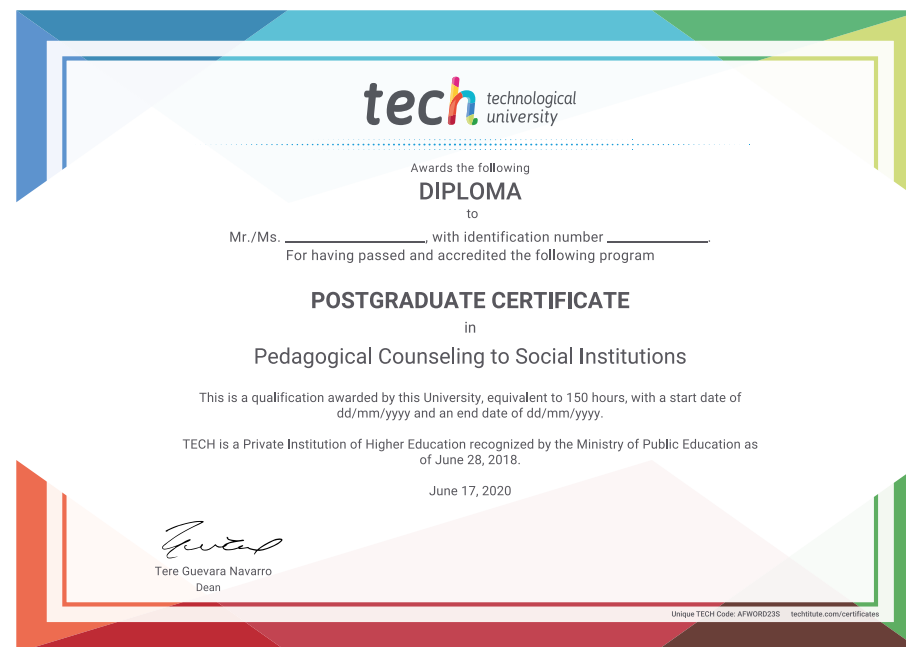 tech technological
university
Awards the following
DIPLOMA
to
Mr./Ms. ____________________, with identification number ______________.
For having passed and accredited the following program
POSTGRADUATE CERTIFICATE
in
Pedagogical Counseling to Social Institutions
This is a qualification awarded by this University, equivalent to 150 hours, with a start date of
dd/mm/yyyy and an end date of dd/mm/yyyy.
TECH is a Private Institution of Higher Education recognized by the Ministry of Public Education as
of June 28, 2018.
June 17, 2020
Tere Guevara Navarro
Dean
Unique TECH Code: AFWORD23S techtitute.com/certificates